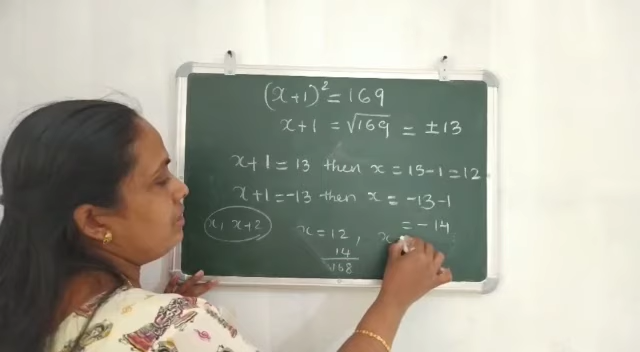 (x+1)² = 169
x+1 = √169 = ±13
x+1 = 13 then x = 13-1 = 12
x+1 = -13 then x = -13-1
= -14
x, x+2
x = 12, x
14
168